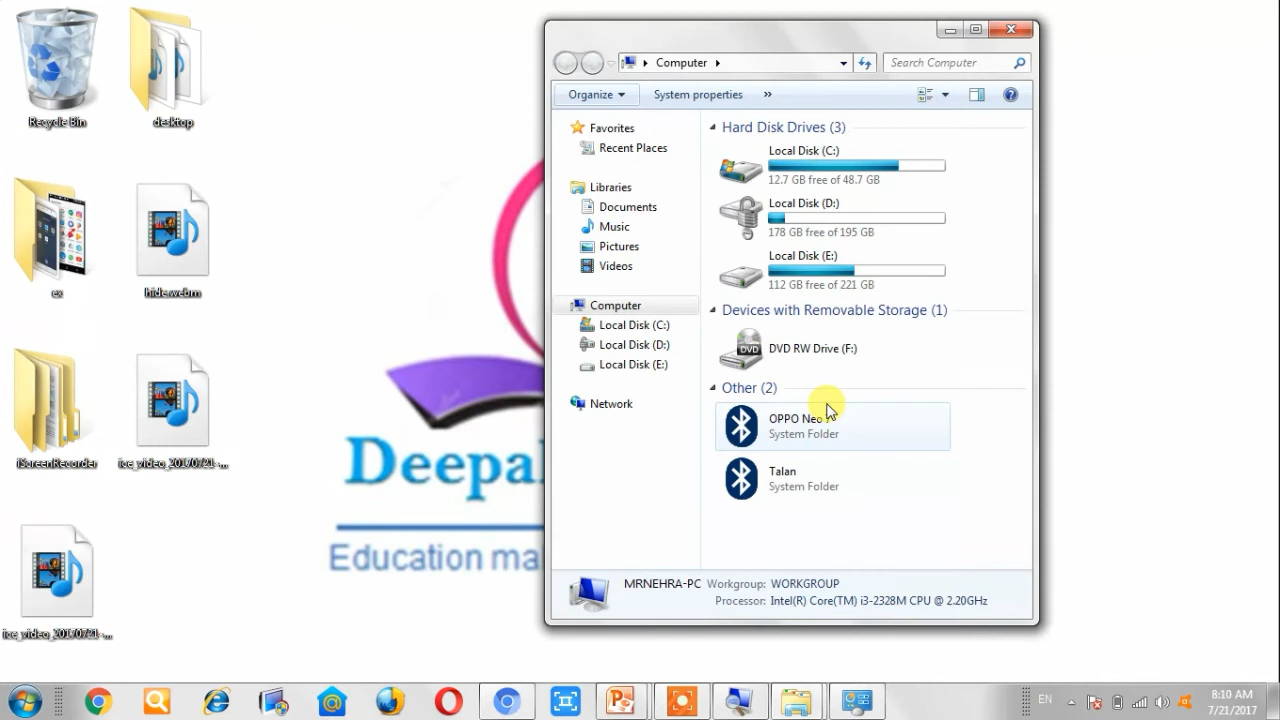 Recycle Bin
desktop
ex
hide.webm
iScreenRecorder
ice_video_20170721-...
ice_video_20170721-...
Education ma
Computer
Search Computer
Organize
System properties
»
Favorites
Recent Places
Libraries
Documents
Music
Pictures
Videos
Computer
Local Disk (C:)
Local Disk (D:)
Local Disk (E:)
Network
Hard Disk Drives (3)
Local Disk (C:)
12.7 GB free of 48.7 GB
Local Disk (D:)
178 GB free of 195 GB
Local Disk (E:)
112 GB free of 221 GB
Devices with Removable Storage (1)
DVD
DVD RW Drive (F:)
Other (2)
OPPO Neo
System Folder
Talan
System Folder
MRNEHRA-PC Workgroup: WORKGROUP
Processor: Intel(R) Core(TM) i3-2328M CPU @ 2.20GHz
EN
8:10 AM
7/21/2017